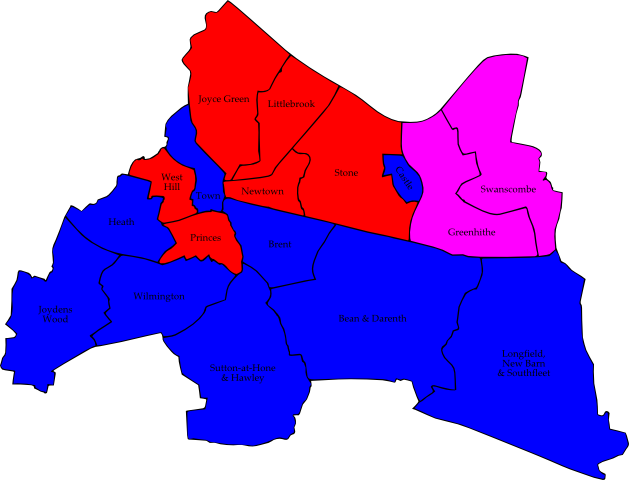 Joyce Green
Littlebrook
West
Hill
Stone
Town
Newtown
Swanscombe
Heath
Princes
Greenhithe
Brent
Joydens
Wood
Wilmington
Bean & Darenth
Longfield,
New Barn
& Southfleet
Sutton-at-Hone
& Hawley